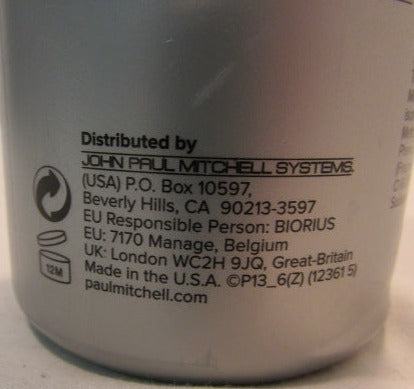 Distributed by
JOHN PAUL MITCHELL SYSTEMS.
(USA) P.O. Box 10597,
Beverly Hills, CA 90213-3597
EU Responsible Person: BIORIUS
EU: 7170 Manage, Belgium
UK: London WC2H 9JQ, Great-Britain
Made in the U.S.A. ©P13_6(Z) (12361 5)
paulmitchell.com
12M